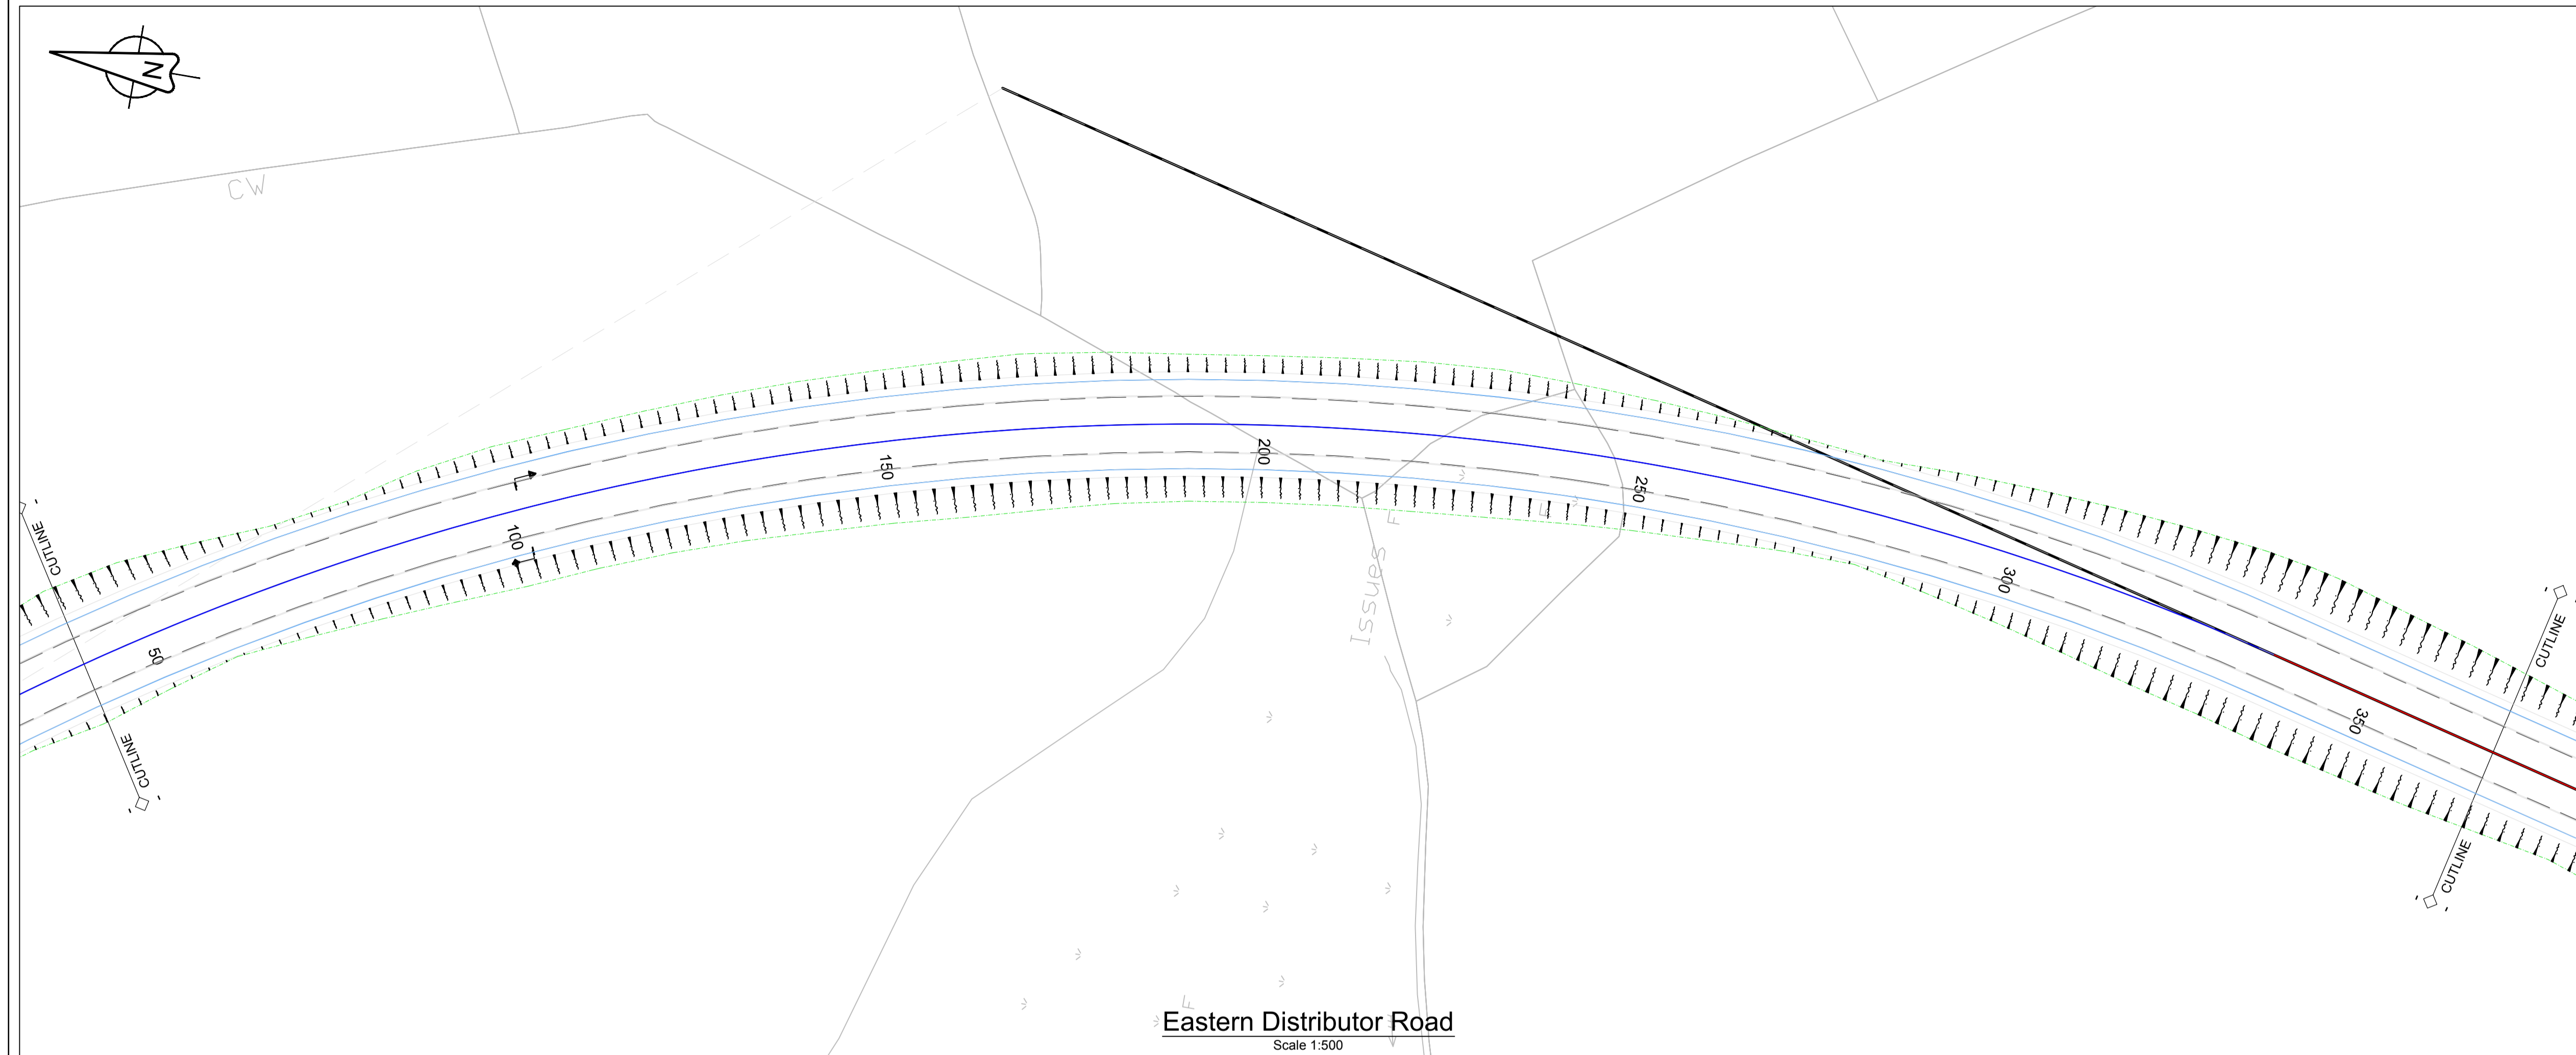 N
CW
CUTLINE
CUTLINE
50
100
150
200
250
300
350
Issues
F
F
F
CUTLINE
CUTLINE
Eastern Distributor Road
Scale 1:500